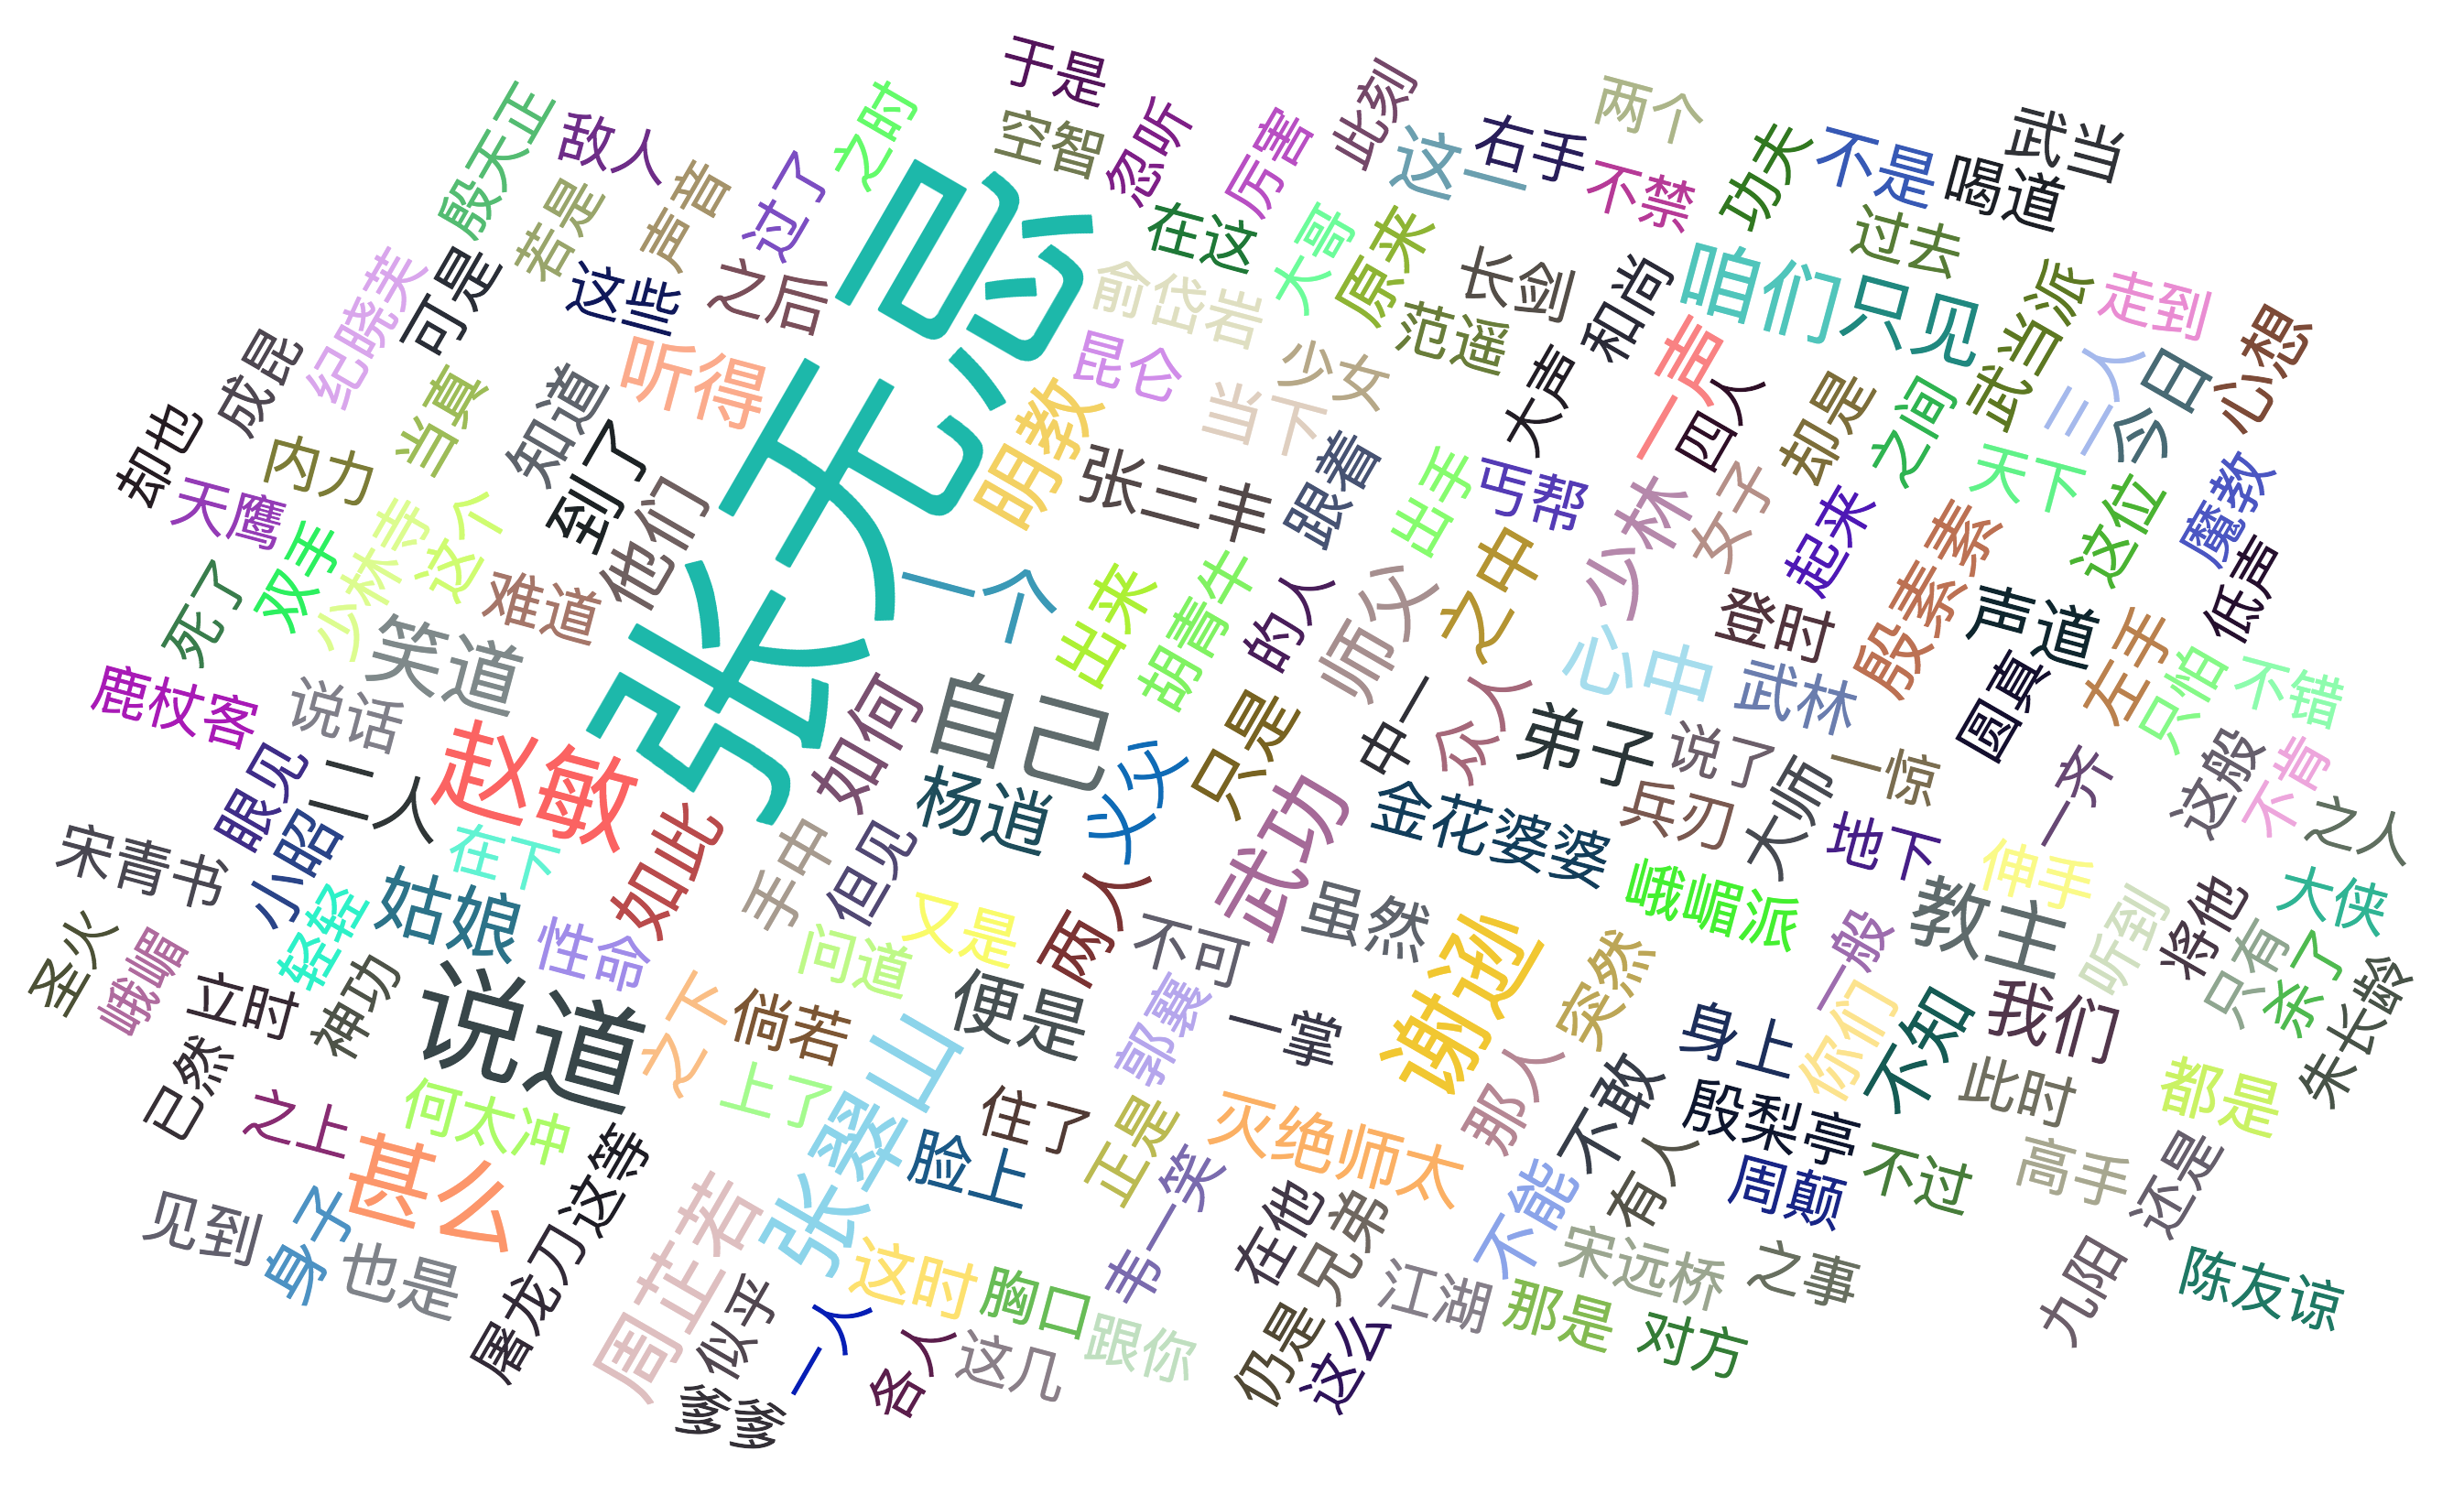 于是
两个
此刻
不过
殷天正
敌人
空智
忽听
厉害
这一
右手
不禁
功夫
不是
喝道
武当
若是
责着
过了
在这
大哥
原来
过去
纪晓芙
可是
这些
之后
张无忌
俞岱岩
长剑
和尚
咱们
只见
武当派
走到
心想
成昆
范遥
听得
昆仑
少女
当下
一声
大声
四人
却是
之间
三人
今日
却也
当真
知道
明教
内力
到了
张三丰
跟着
出手
丐帮
天下
魔教
天鹰
少林寺
这个
他们
少林
女子
起来
这位
双手
之中
殷素素
低声
死了
难道
一个
出来
胡青牛
的人
师父
登时
声道
笑道
心中
左手
只怕
不错
鹿杖客
说话
自己
如何
只是
中一
众人
弟子
武林
圆真
赵敏
说了
一惊
一齐
眼见
二人
杨逍
义父
武功
大师
这般
不肯
之人
宋青书
小昭
在下
如此
手中
但见
金花婆婆
兵刃
地下
姑娘
两人
虽然
峨嵋派
伸手
教主
大侠
轻轻
性命
问道
又是
不可
谢逊
突然
一般
听到
将他
只有
圣火
峨嵋
立时
神功
说道
之下
倘若
便是
郭襄
一掌
身上
你们
不知
我们
来了
朱长龄
已然
之上
何太冲
上了
张翠山
住了
正是
灭绝师太
那人
不敢
殷梨亭
此时
都是
甚么
这等
脸上
一笑
有人
周颠
不过
高手
还是
见到
身子
也是
屠龙刀
周芷若
这时
胸口
手一
在他
兄弟
不能
宋远桥
之事
九阳
陈友谅
似乎
一人
跟你
江湖
那是
对方
爹爹
名人
这几
仍是
这么